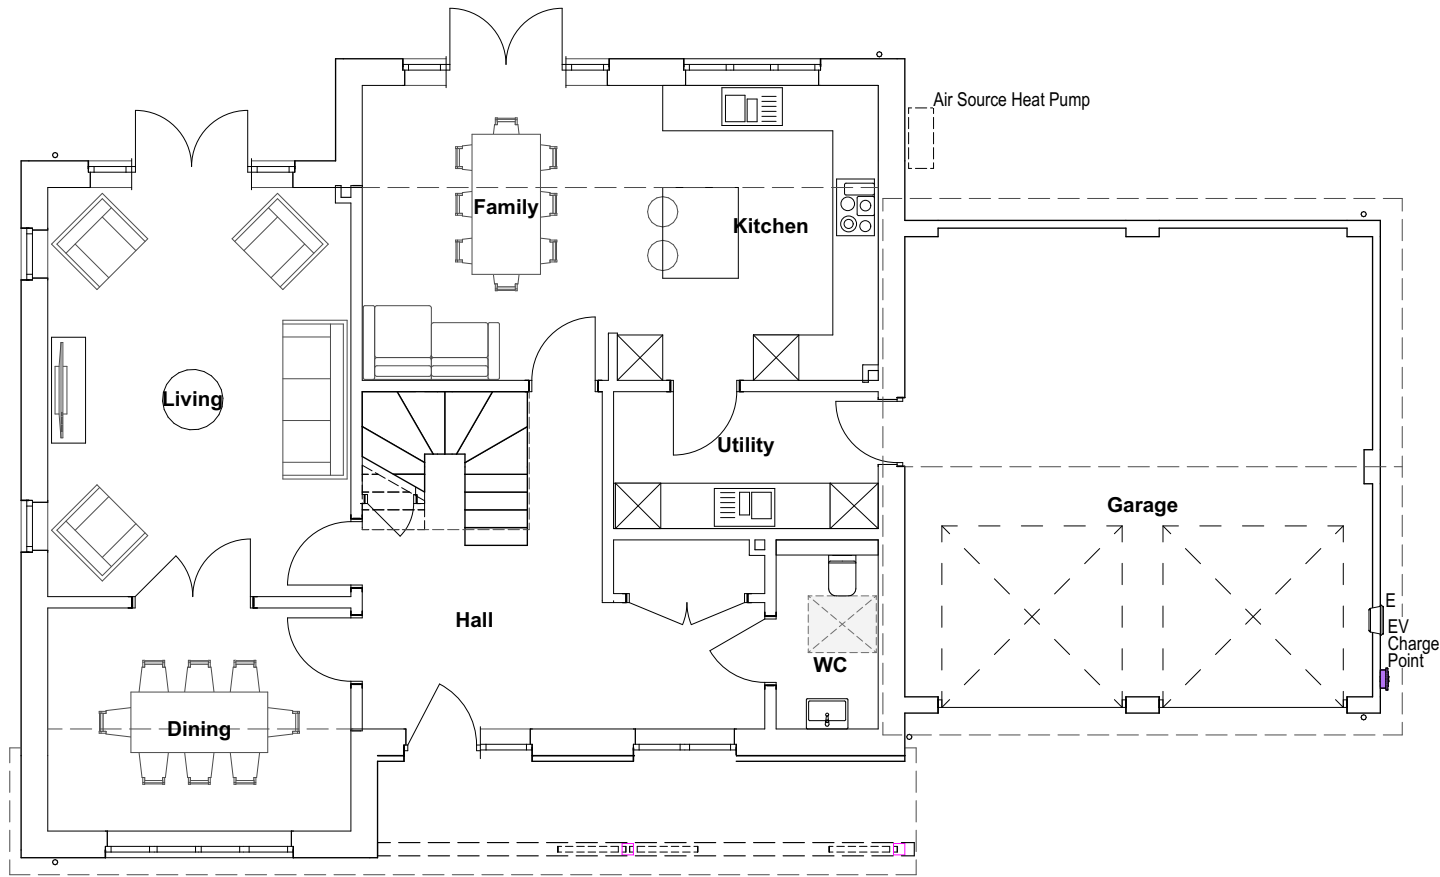 Air Source Heat Pump
Family
Kitchen
Living
Utility
Garage
E
EV
Charge
Point
Hall
WC
Dining